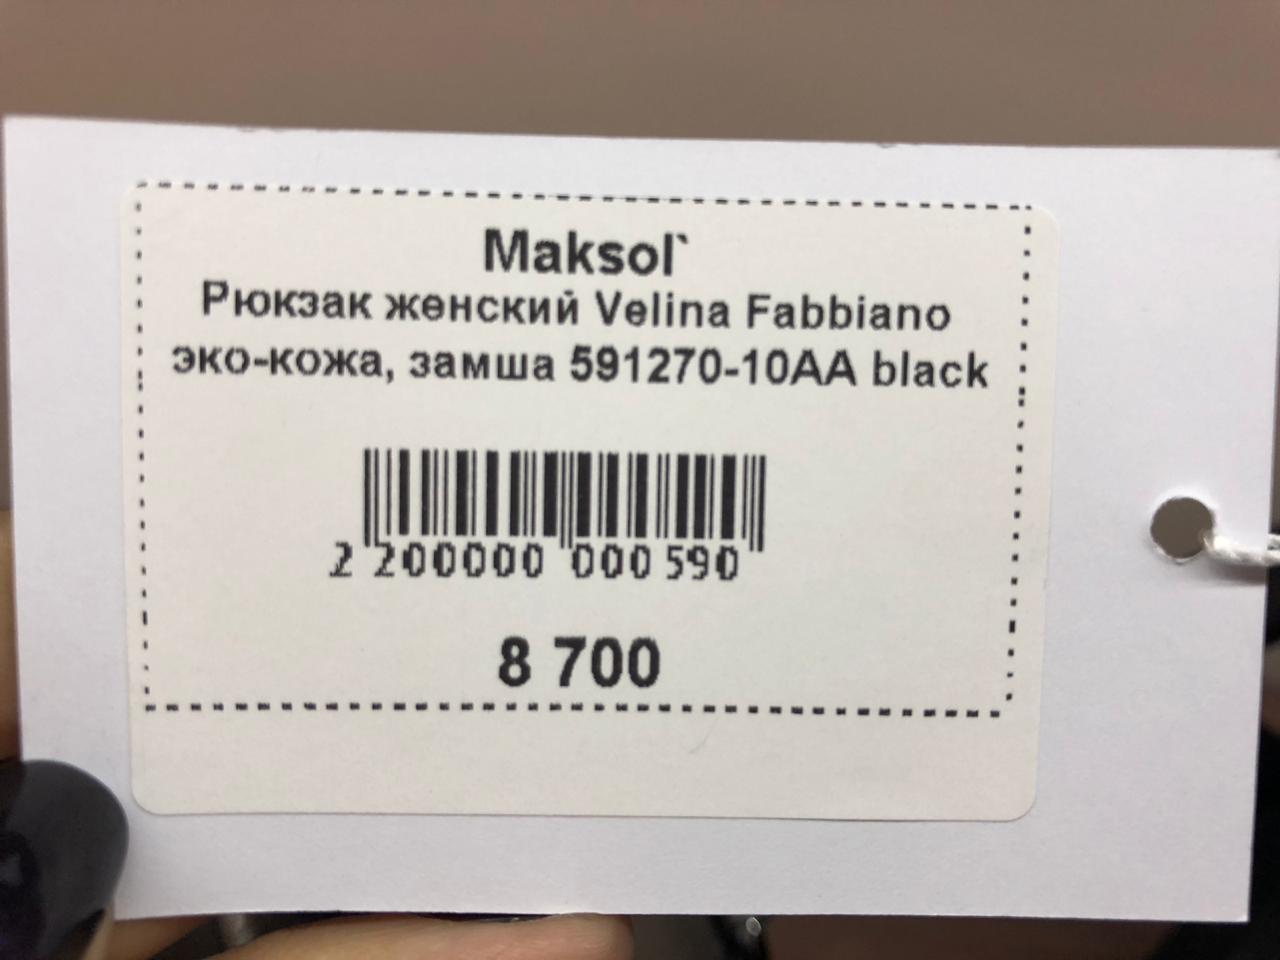 Maksol`
Рюкзак женский Velina Fabbiano
эко-кожа, замша 591270-10AA black
2 200000 000590
8 700